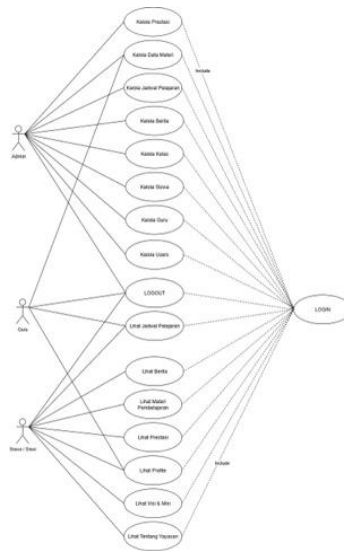 Kelola Prestasi
Kelola Data Materi
Include
Kelola Jadwal Pelajaran
Kelola Berita
ADMIN
Kelola Kelas
Kelola Siswa
Kelola Guru
Kelola Users
LOGOUT
LOGIN
Guru
Lihat Jadwal Pelajaran
Lihat Berita
Lihat Materi
Pembelajaran
Lihat Prestasi
Siswa / Siswi
Lihat Profile
Include
Lihat Visi & Misi
Lihat Tentang Yayasan